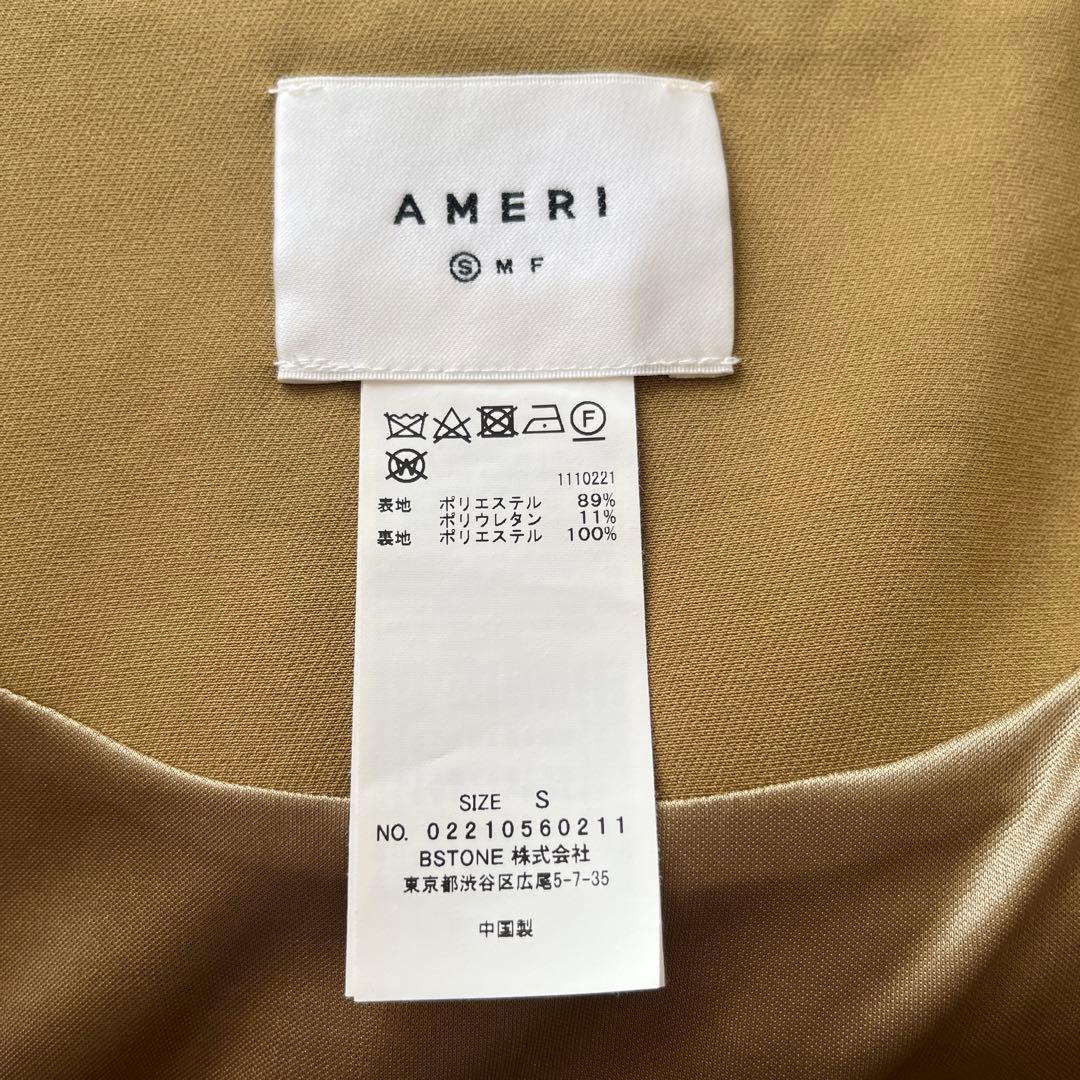 AMERI
S M F
F
W
1110221
表地 ポリエステル 89%
ポリウレタン 11%
裏地 ポリエステル 100%
SIZE S
NO. 02210560211
BSTONE 株式会社
東京都渋谷区広尾5-7-35
中国製